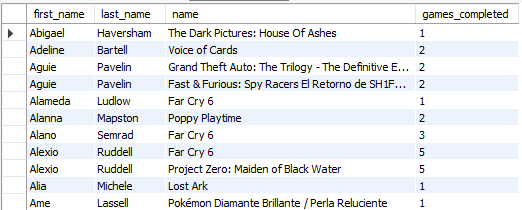 first_name last_name name games_completed
Abigael Haversham The Dark Pictures: House Of Ashes 1
Adeline Bartell Voice of Cards 2
Aguie Pavelin Grand Theft Auto: The Trilogy - The Definitive E... 2
Aguie Pavelin Fast & Furious: Spy Racers El Retorno de SH1F... 2
Alameda Ludlow Far Cry 6 1
Alanna Mapston Poppy Playtime 2
Alano Semrad Far Cry 6 3
Alexio Ruddell Far Cry 6 5
Alexio Ruddell Project Zero: Maiden of Black Water 5
Alia Michele Lost Ark 1
Ame Lassell Pokémon Diamante Brillante / Perla Reluciente 1